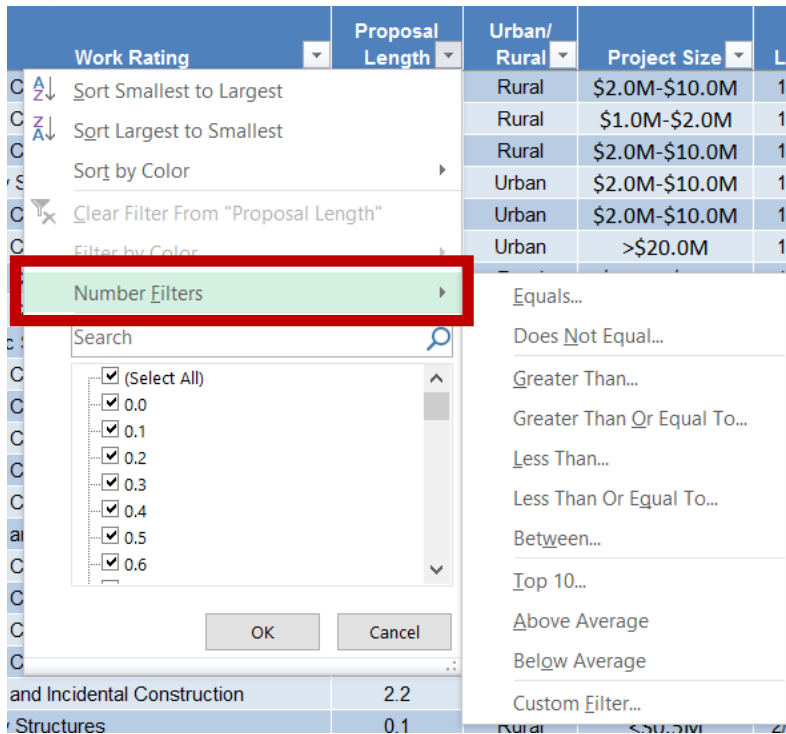 Work Rating
Proposal Length
Urban/ Rural
Project Size
Sort Smallest to Largest
Sort Largest to Smallest
Sort by Color
Clear Filter From "Proposal Length"
Filter by Color
Number Filters
Search
(Select All)
0.0
0.1
0.2
0.3
0.4
0.5
0.6
OK
Cancel
Rural $2.0M-$10.0M
Rural $1.0M-$2.0M
Rural $2.0M-$10.0M
Urban $2.0M-$10.0M
Urban $2.0M-$10.0M
Urban >$20.0M
Equals...
Does Not Equal...
Greater Than...
Greater Than Or Equal To...
Less Than...
Less Than Or Equal To...
Between...
Top 10...
Above Average
Below Average
Custom Filter...
and Incidental Construction 2.2
Structures 0.1 Rural <$0.5M